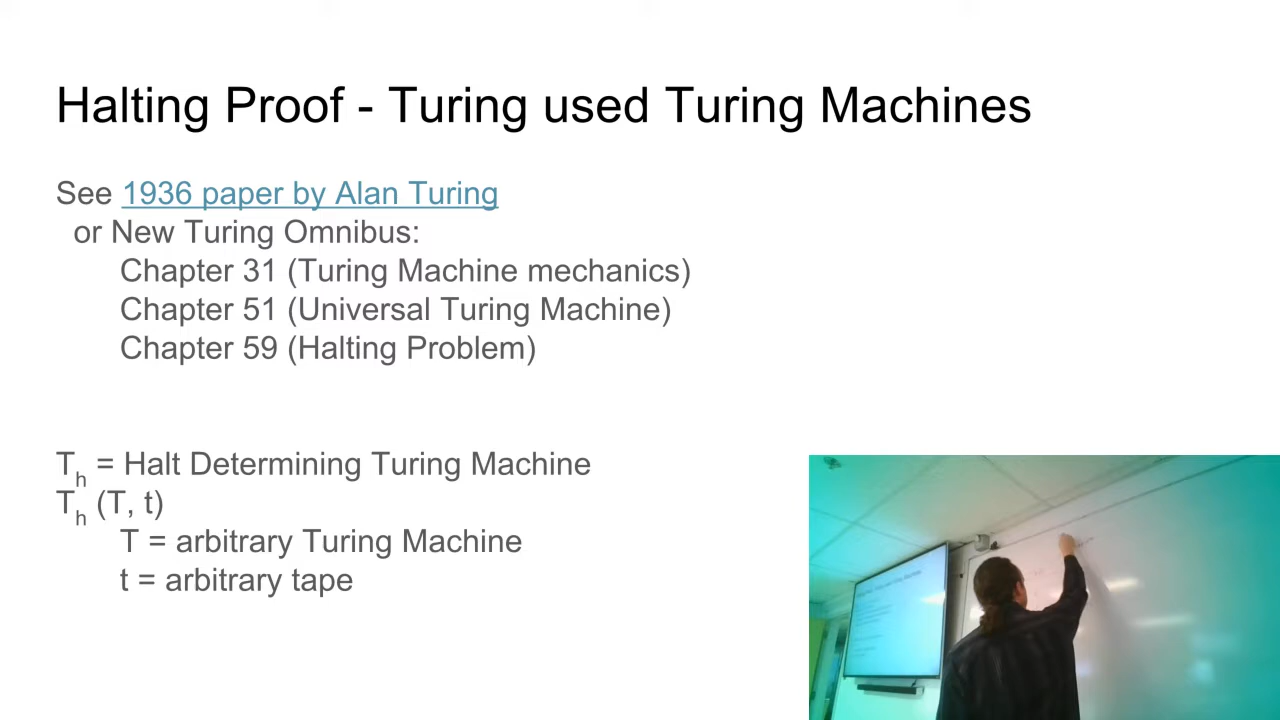 Halting Proof - Turing used Turing Machines
See 1936 paper by Alan Turing
or New Turing Omnibus:
Chapter 31 (Turing Machine mechanics)
Chapter 51 (Universal Turing Machine)
Chapter 59 (Halting Problem)
Th = Halt Determining Turing Machine
Th (T, t)
T = arbitrary Turing Machine
t = arbitrary tape